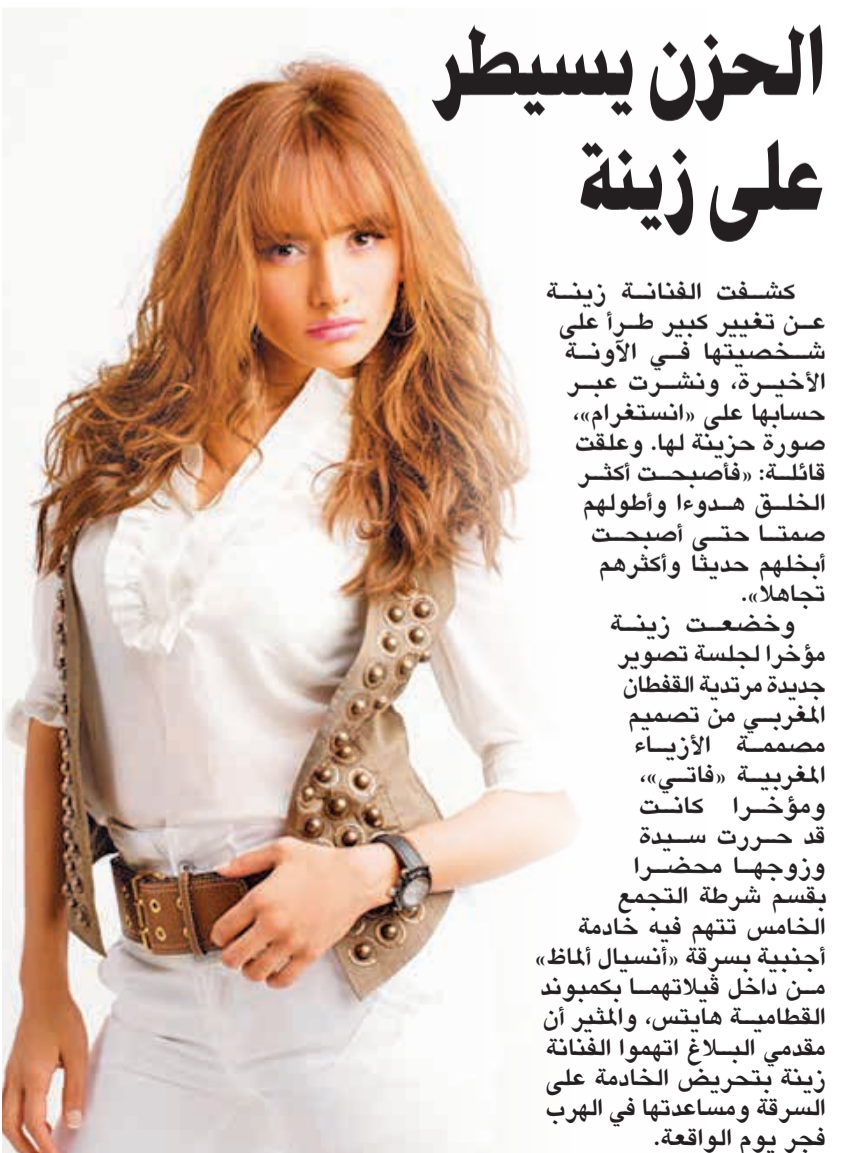 الحزن يسيطر
على زينة
كشفت الفنانة زينة
عن تغيير كبير طرأ على
شخصيتها في الآونة
الأخيرة، ونشرت عبر
حسابها على «انستغرام»،
صورة حزينة لها. وعلقت
قائلة: «فأصبحت أكثر
الخلق هدوءا وأطولهم
صمتا حتى أصبحت
أبخلهم حديثا وأكثرهم
تجاهلا».
وخضعت زينة
مؤخرا لجلسة تصوير
جديدة مرتدية القفطان
المغربي من تصميم
مصممة الأزياء
المغربية «فاتي»،
ومؤخرا كانت
قد حررت سيدة
وزوجها محضرا
بقسم شرطة التجمع
الخامس تتهم فيه خادمة
أجنبية بسرقة «أنسيال ألماظ»
من داخل ڤيلاتهما بكمبوند
القطامية هايتس، والمثير أن
مقدمي البلاغ اتهموا الفنانة
زينة بتحريض الخادمة على
السرقة ومساعدتها في الهرب
فجر يوم الواقعة.